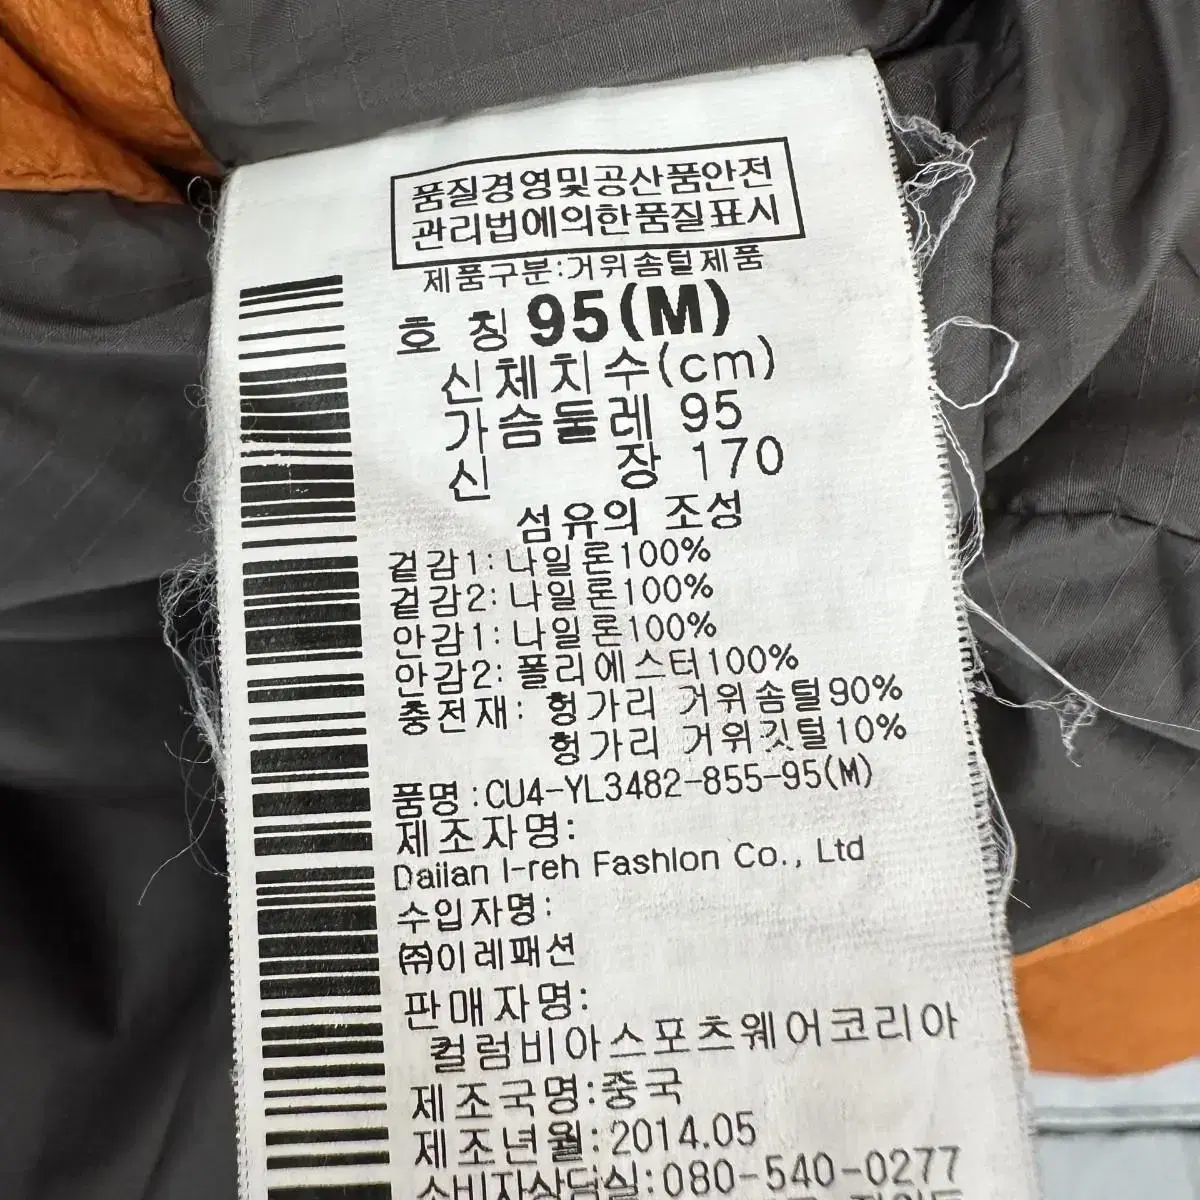 품질경영및공산품안전
관리법에의한품질표시
제품구분:거위솜털제품
호 칭 95(M)
신체치수(cm)
가슴둘레 95
신 장 170
섬유의 조성
겉감1: 나일론100%
겉감2: 나일론100%
안감1: 나일론100%
안감2: 폴리에스터100%
충전재: 헝가리 거위솜털90%
헝가리 거위깃털10%
품명 :CU4-YL3482-855-95(M)
제조자명:
Dailan I-reh Fashion Co., Ltd
수입자명:
㈜이레패션
판매자명:
컬럼비아스포츠웨어코리아
제조국명:중국
제조년월:2014.05
소비자상담실:080-540-0277